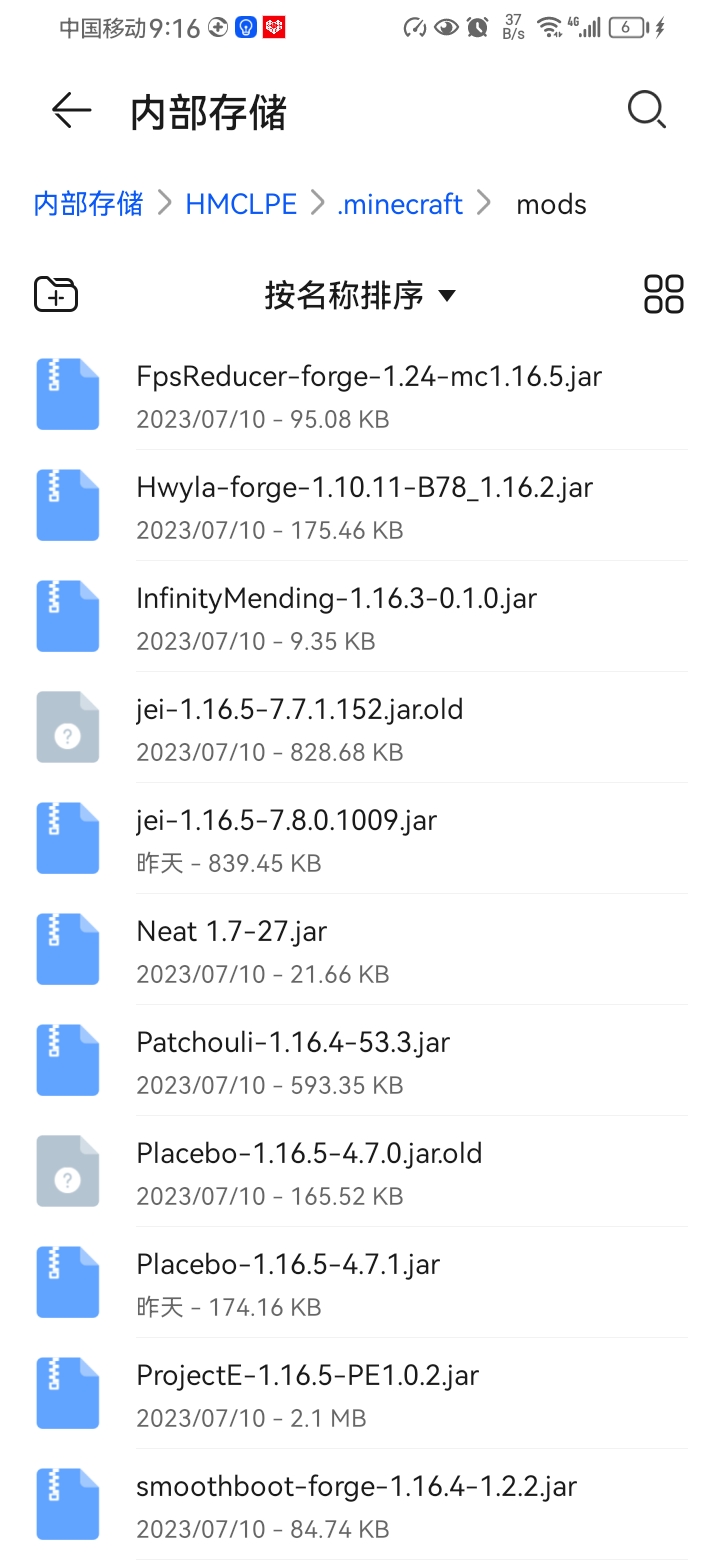 中国移动 9:16 37 B/s 4G 6
内部存储
内部存储 HMCLPE .minecraft mods
按名称排序
FpsReducer-forge-1.24-mc1.16.5.jar
2023/07/10 - 95.08 KB
Hwyla-forge-1.10.11-B78_1.16.2.jar
2023/07/10 - 175.46 KB
InfinityMending-1.16.3-0.1.0.jar
2023/07/10 - 9.35 KB
jei-1.16.5-7.7.1.152.jar.old
2023/07/10 - 828.68 KB
jei-1.16.5-7.8.0.1009.jar
昨天 - 839.45 KB
Neat 1.7-27.jar
2023/07/10 - 21.66 KB
Patchouli-1.16.4-53.3.jar
2023/07/10 - 593.35 KB
Placebo-1.16.5-4.7.0.jar.old
2023/07/10 - 165.52 KB
Placebo-1.16.5-4.7.1.jar
昨天 - 174.16 KB
ProjectE-1.16.5-PE1.0.2.jar
2023/07/10 - 2.1 MB
smoothboot-forge-1.16.4-1.2.2.jar
2023/07/10 - 84.74 KB